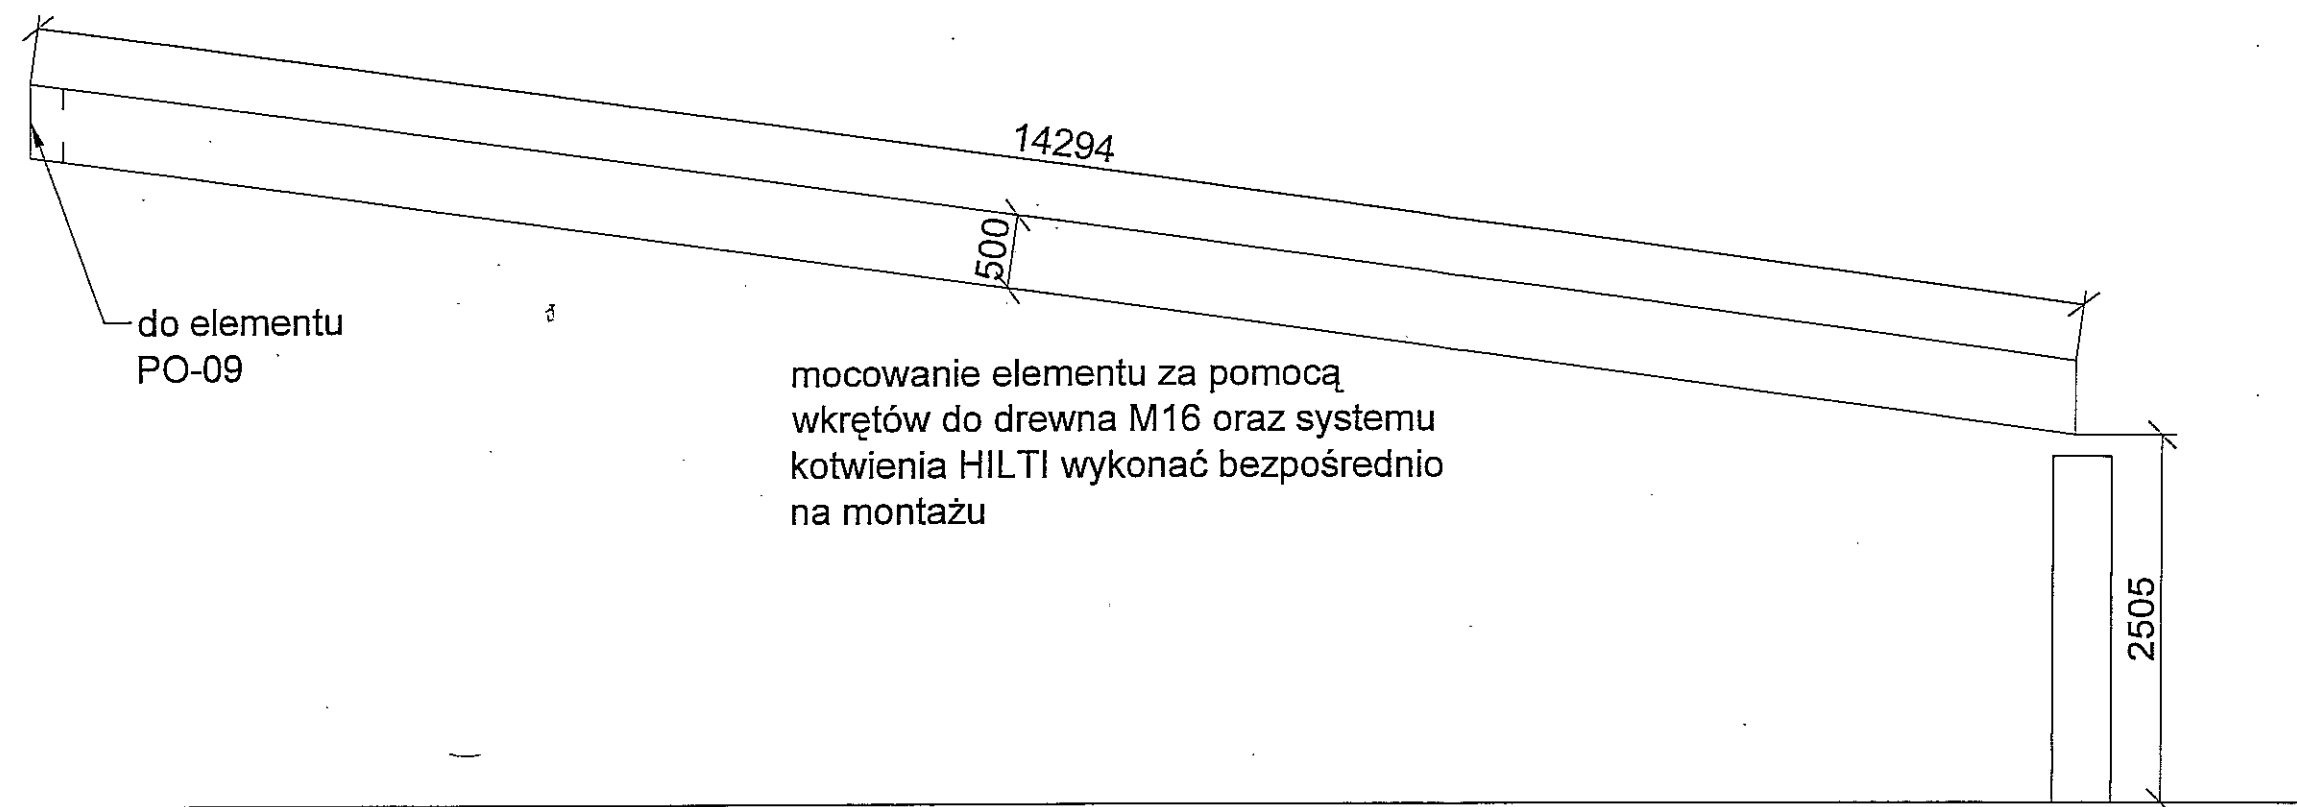 14294
500
do elementu
PO-09
mocowanie elementu za pomocą
wkrętów do drewna M16 oraz systemu
kotwienia HILTI wykonać bezpośrednio
na montażu
2505